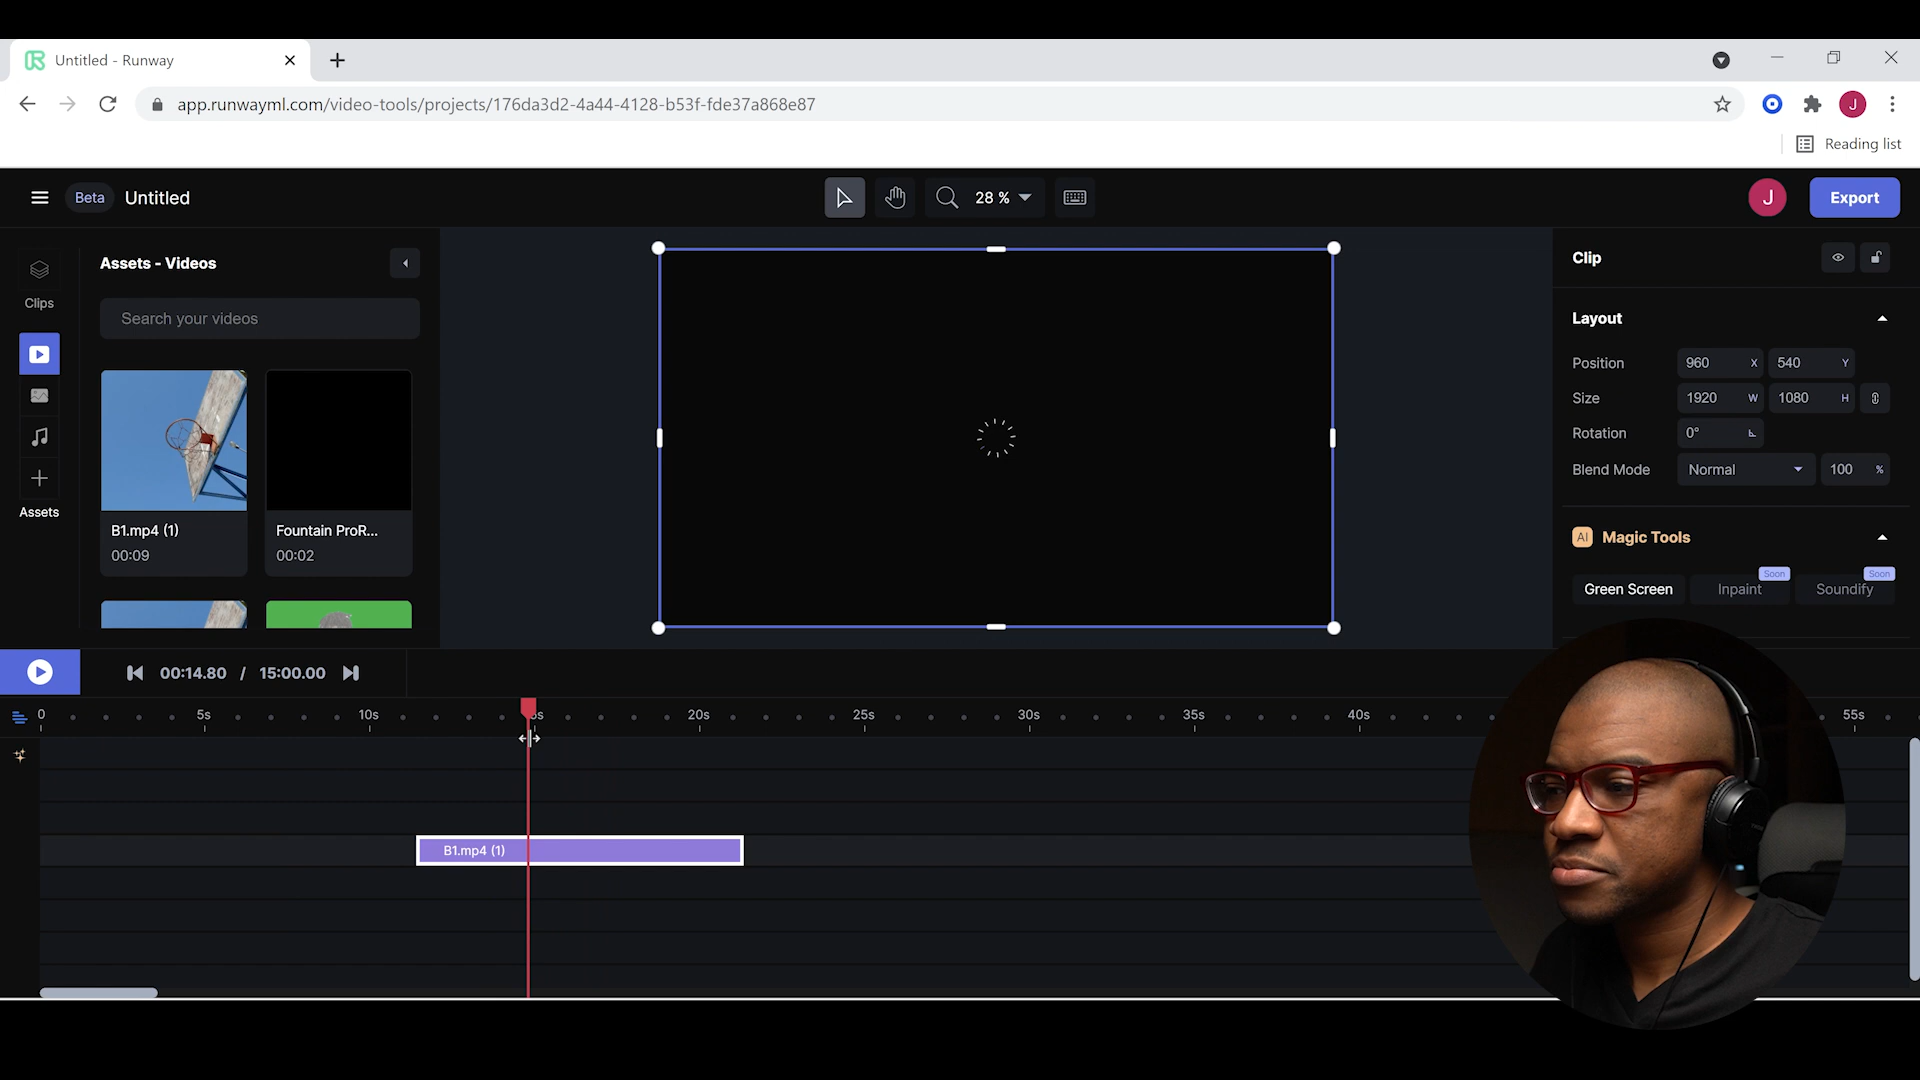 Untitled - Runway
app.runwayml.com/video-tools/projects/176da3d2-4a44-4128-b53f-fde37a868e87
J
Reading list
Beta Untitled
28 %
J
Export
Clips
Assets
Assets - Videos
Search your videos
B1.mp4 (1)
00:09
Fountain ProR...
00:02
Clip
Layout
Position 960 X 540 Y
Size 1920 W 1080 H
Rotation 0°
Blend Mode Normal 100 %
AI Magic Tools
Soon Soon
Green Screen Inpaint Soundify
00:14.80 / 15:00.00
0 5s 10s 5s 20s 25s 30s 35s 40s 55s
B1.mp4 (1)